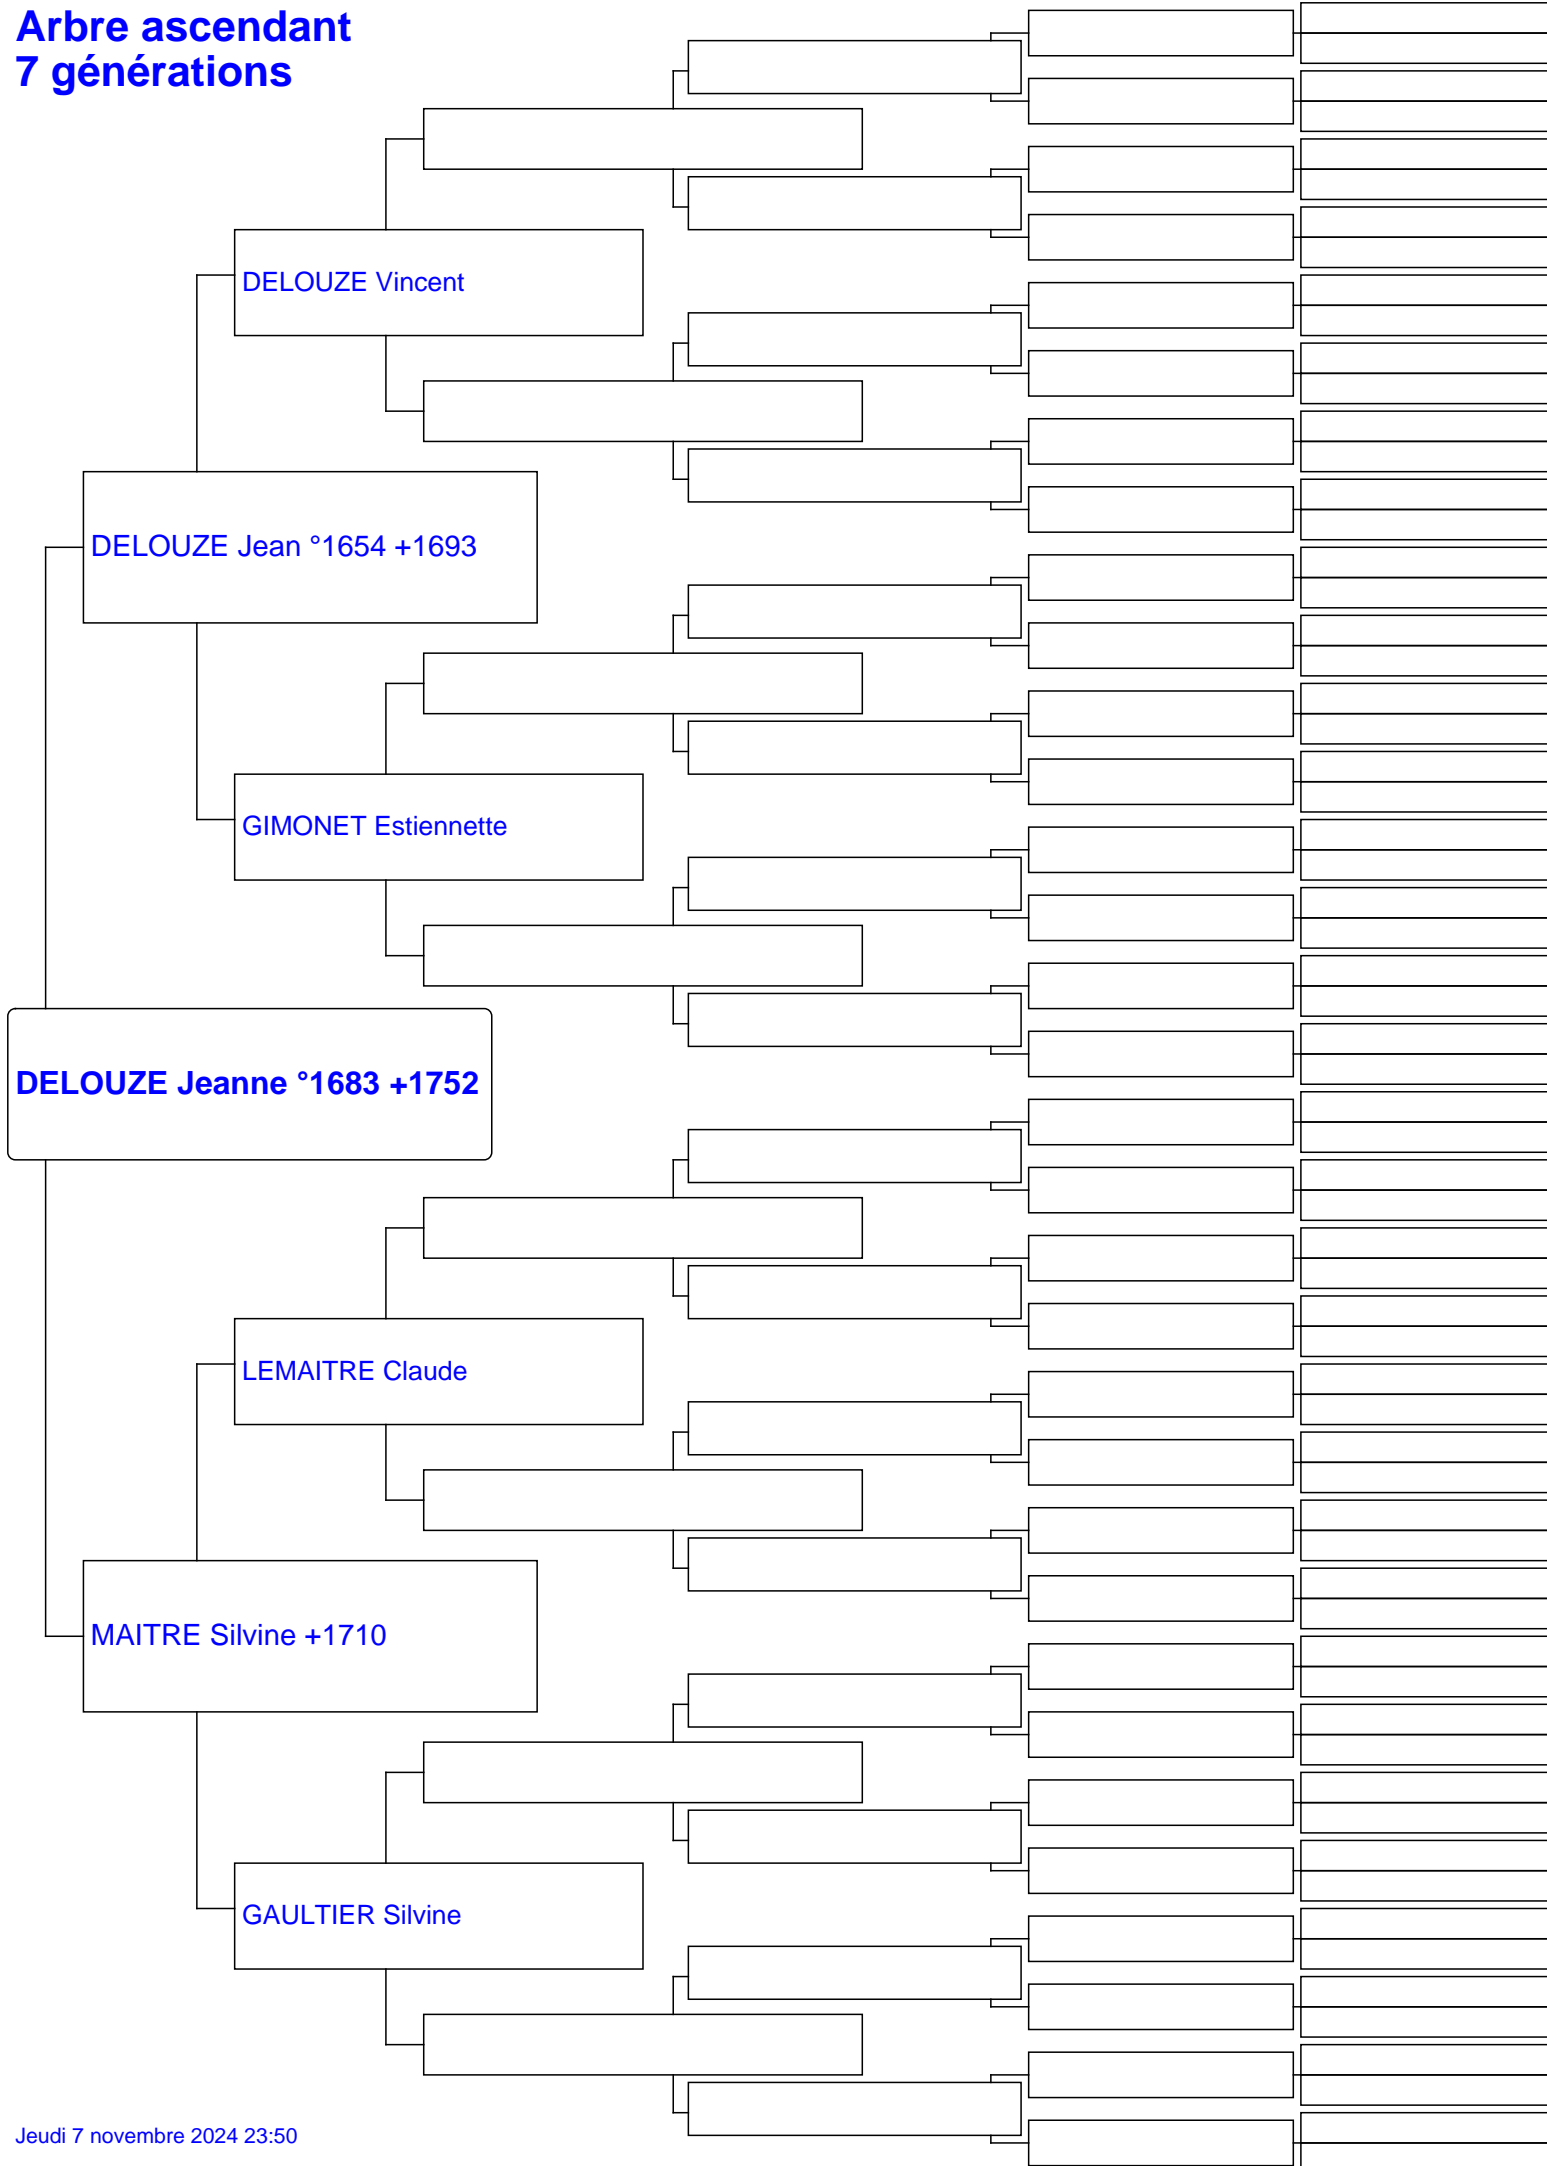 Arbre ascendant
7 générations
DELOUZE Vincent
DELOUZE Jean °1654 +1693
GIMONET Estiennette
DELOUZE Jeanne °1683 +1752
LEMAITRE Claude
MAITRE Silvine +1710
GAULTIER Silvine
Jeudi 7 novembre 2024 23:50